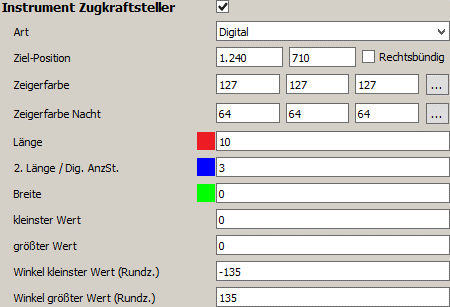 Instrument Zugkraftsteller
Art Digital
Ziel-Position 1.240 710 Rechtsbündig
Zeigerfarbe 127 127 127 ...
Zeigerfarbe Nacht 64 64 64 ...
Länge 10
2. Länge / Dig. AnzSt. 3
Breite 0
kleinster Wert 0
größter Wert 0
Winkel kleinster Wert (Rundz.) -135
Winkel größter Wert (Rundz.) 135